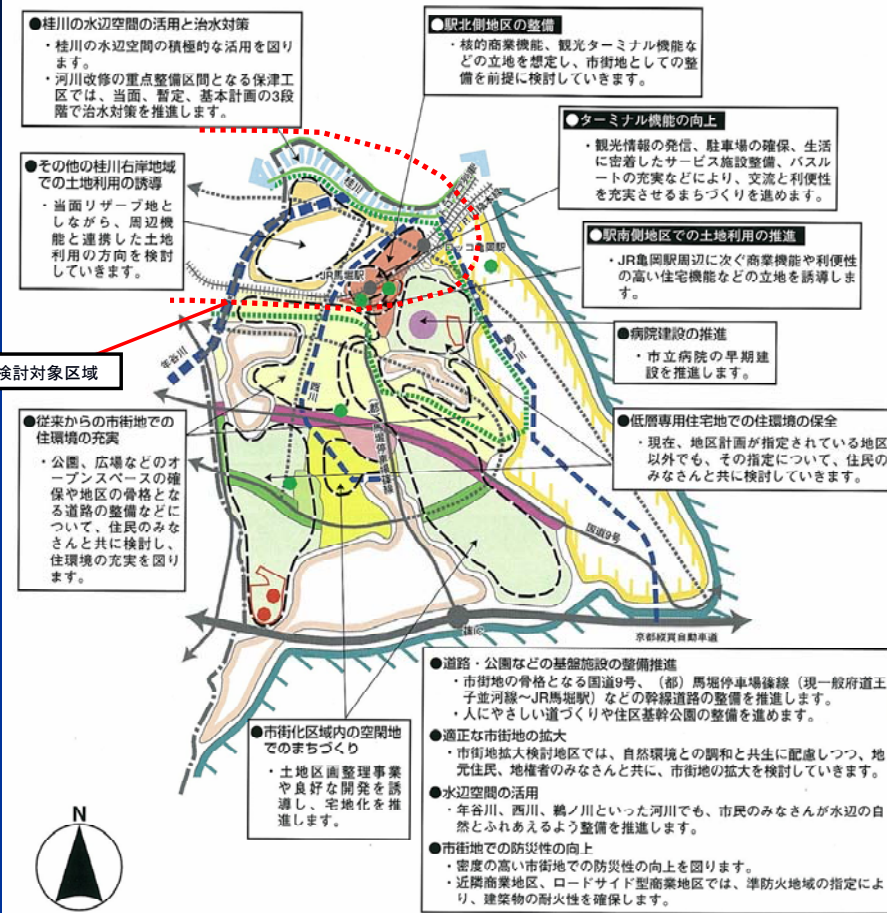 ●桂川の水辺空間の活用と治水対策
・桂川の水辺空間の積極的な活用を図り
ます。
・河川改修の重点整備区間となる保津工
区では、当面、暫定、基本計画の3段
階で治水対策を推進します。
●駅北側地区の整備
・核的商業機能、観光ターミナル機能な
どの立地を想定し、市街地としての整
備を前提に検討していきます。
●ターミナル機能の向上
・観光情報の発信、駐車場の確保、生活
に密着したサービス施設整備、バスル
ートの充実などにより、交流と利便性
を充実させるまちづくりを進めます。
●その他の桂川右岸地域
での土地利用の誘導
・当面リザーブ地と
しながら、周辺機
能と連携した土地
利用の方向を検討
していきます。
●駅南側地区での土地利用の推進
・JR亀岡駅周辺に次ぐ商業機能や利便性
の高い住宅機能などの立地を誘導しま
す。
桂川
トロッコ亀岡駅
JR馬堀駅
●病院建設の推進
・市立病院の早期建
設を推進します。
検討対象区域
年谷川
西川
鵜ノ川
●従来からの市街地での
住環境の充実
・公園、広場などのオ
ープンスペースの確
保や地区の骨格とな
る道路の整備などに
ついて、住民のみな
さんと共に検討し、
住環境の充実を図り
ます。
●低層専用住宅地での住環境の保全
・現在、地区計画が指定されている地区
以外でも、その指定について、住民の
みなさんと共に検討していきます。
(都)馬堀停車場篠線
国道9号
篠IC
京都縦貫自動車道
●市街化区域内の空閑地
でのまちづくり
・土地区画整理事業
や良好な開発を誘
導し、宅地化を推
進します。
●道路・公園などの基盤施設の整備推進
・市街地の骨格となる国道9号、(都)馬堀停車場篠線(現一般府道王
子並河線〜JR馬堀駅)などの幹線道路の整備を推進します。
・人にやさしい道づくりや住区基幹公園の整備を進めます。
●適正な市街地の拡大
・市街地拡大検討地区では、自然環境との調和と共生に配慮しつつ、地
元住民、地権者のみなさんと共に、市街地の拡大を検討していきます。
●水辺空間の活用
・年谷川、西川、鵜ノ川といった河川でも、市民のみなさんが水辺の自
然とふれあえるよう整備を推進します。
●市街地での防災性の向上
・密度の高い市街地での防災性の向上を図ります。
・近隣商業地区、ロードサイド型商業地区では、準防火地域の指定によ
り、建築物の耐火性を確保します。
N